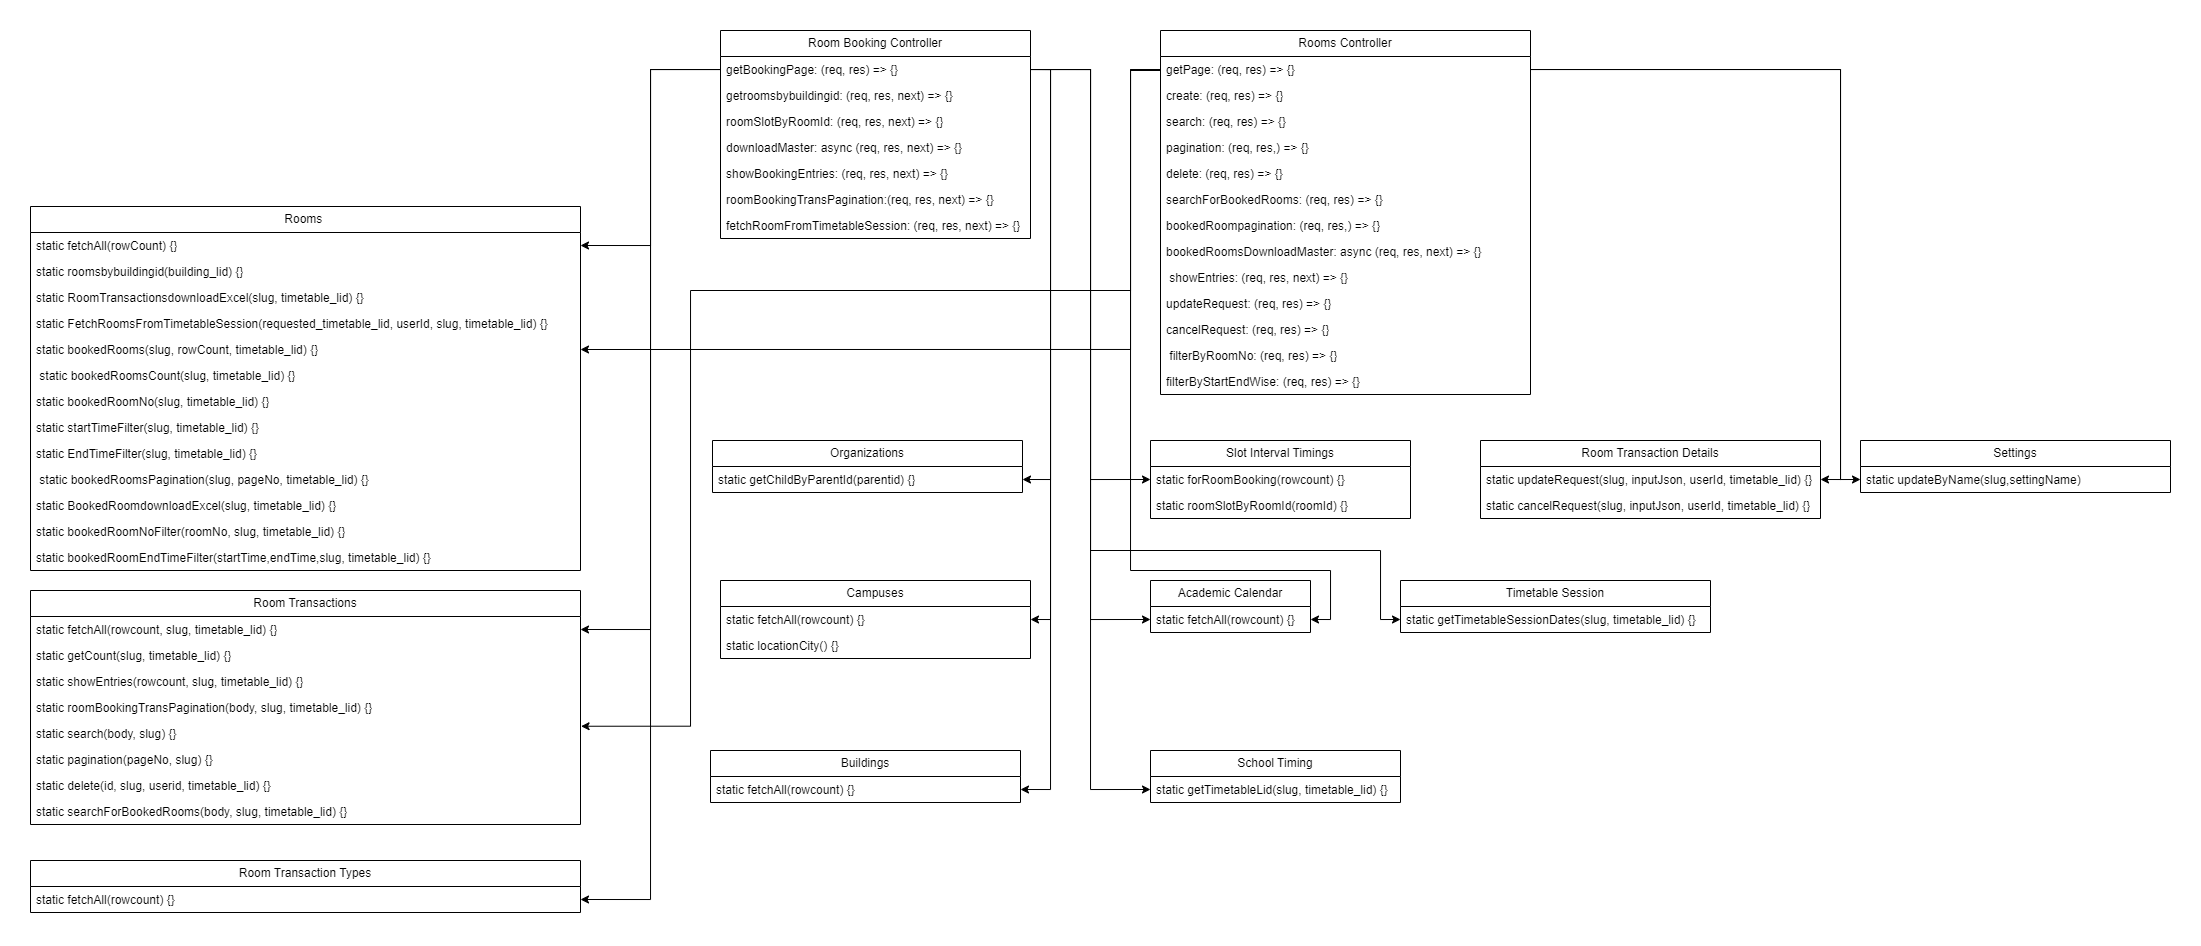 Room Booking Controller
getBookingPage: (req, res) => {}
getroomsbybuildingid: (req, res, next) => {}
roomSlotByRoomId: (req, res, next) => {}
downloadMaster: async (req, res, next) => {}
showBookingEntries: (req, res, next) => {}
roomBookingTransPagination:(req, res, next) => {}
fetchRoomFromTimetableSession: (req, res, next) => {}
Rooms Controller
getPage: (req, res) => {}
create: (req, res) => {}
search: (req, res) => {}
pagination: (req, res,) => {}
delete: (req, res) => {}
searchForBookedRooms: (req, res) => {}
bookedRoompagination: (req, res,) => {}
bookedRoomsDownloadMaster: async (req, res, next) => {}
showEntries: (req, res, next) => {}
updateRequest: (req, res) => {}
cancelRequest: (req, res) => {}
filterByRoomNo: (req, res) => {}
filterByStartEndWise: (req, res) => {}
Rooms
static fetchAll(rowCount) {}
static roomsbybuildingid(building_lid) {}
static RoomTransactionsdownloadExcel(slug, timetable_lid) {}
static FetchRoomsFromTimetableSession(requested_timetable_lid, userId, slug, timetable_lid) {}
static bookedRooms(slug, rowCount, timetable_lid) {}
static bookedRoomsCount(slug, timetable_lid) {}
static bookedRoomNo(slug, timetable_lid) {}
static startTimeFilter(slug, timetable_lid) {}
static EndTimeFilter(slug, timetable_lid) {}
static bookedRoomsPagination(slug, pageNo, timetable_lid) {}
static BookedRoomdownloadExcel(slug, timetable_lid) {}
static bookedRoomNoFilter(roomNo, slug, timetable_lid) {}
static bookedRoomEndTimeFilter(startTime,endTime,slug, timetable_lid) {}
Organizations
static getChildByParentId(parentid) {}
Slot Interval Timings
static forRoomBooking(rowcount) {}
static roomSlotByRoomId(roomId) {}
Room Transaction Details
static updateRequest(slug, inputJson, userId, timetable_lid) {}
static cancelRequest(slug, inputJson, userId, timetable_lid) {}
Settings
static updateByName(slug,settingName)
Room Transactions
static fetchAll(rowcount, slug, timetable_lid) {}
static getCount(slug, timetable_lid) {}
static showEntries(rowcount, slug, timetable_lid) {}
static roomBookingTransPagination(body, slug, timetable_lid) {}
static search(body, slug) {}
static pagination(pageNo, slug) {}
static delete(id, slug, userid, timetable_lid) {}
static searchForBookedRooms(body, slug, timetable_lid) {}
Campuses
static fetchAll(rowcount) {}
static locationCity() {}
Academic Calendar
static fetchAll(rowcount) {}
Timetable Session
static getTimetableSessionDates(slug, timetable_lid) {}
Buildings
static fetchAll(rowcount) {}
School Timing
static getTimetableLid(slug, timetable_lid) {}
Room Transaction Types
static fetchAll(rowcount) {}